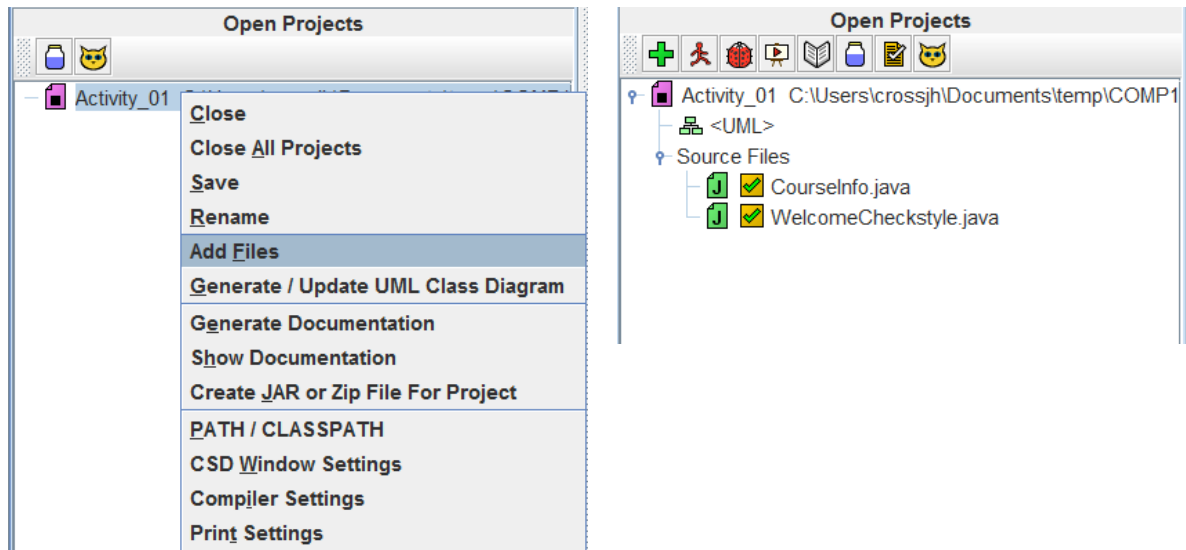 Open Projects
Activity_01
Close
Close All Projects
Save
Rename
Add Files
Generate / Update UML Class Diagram
Generate Documentation
Show Documentation
Create JAR or Zip File For Project
PATH / CLASSPATH
CSD Window Settings
Compiler Settings
Print Settings
Open Projects
Activity_01 C:\Users\crossjh\Documents\temp\COMP1
<UML>
Source Files
J CourseInfo.java
J WelcomeCheckstyle.java